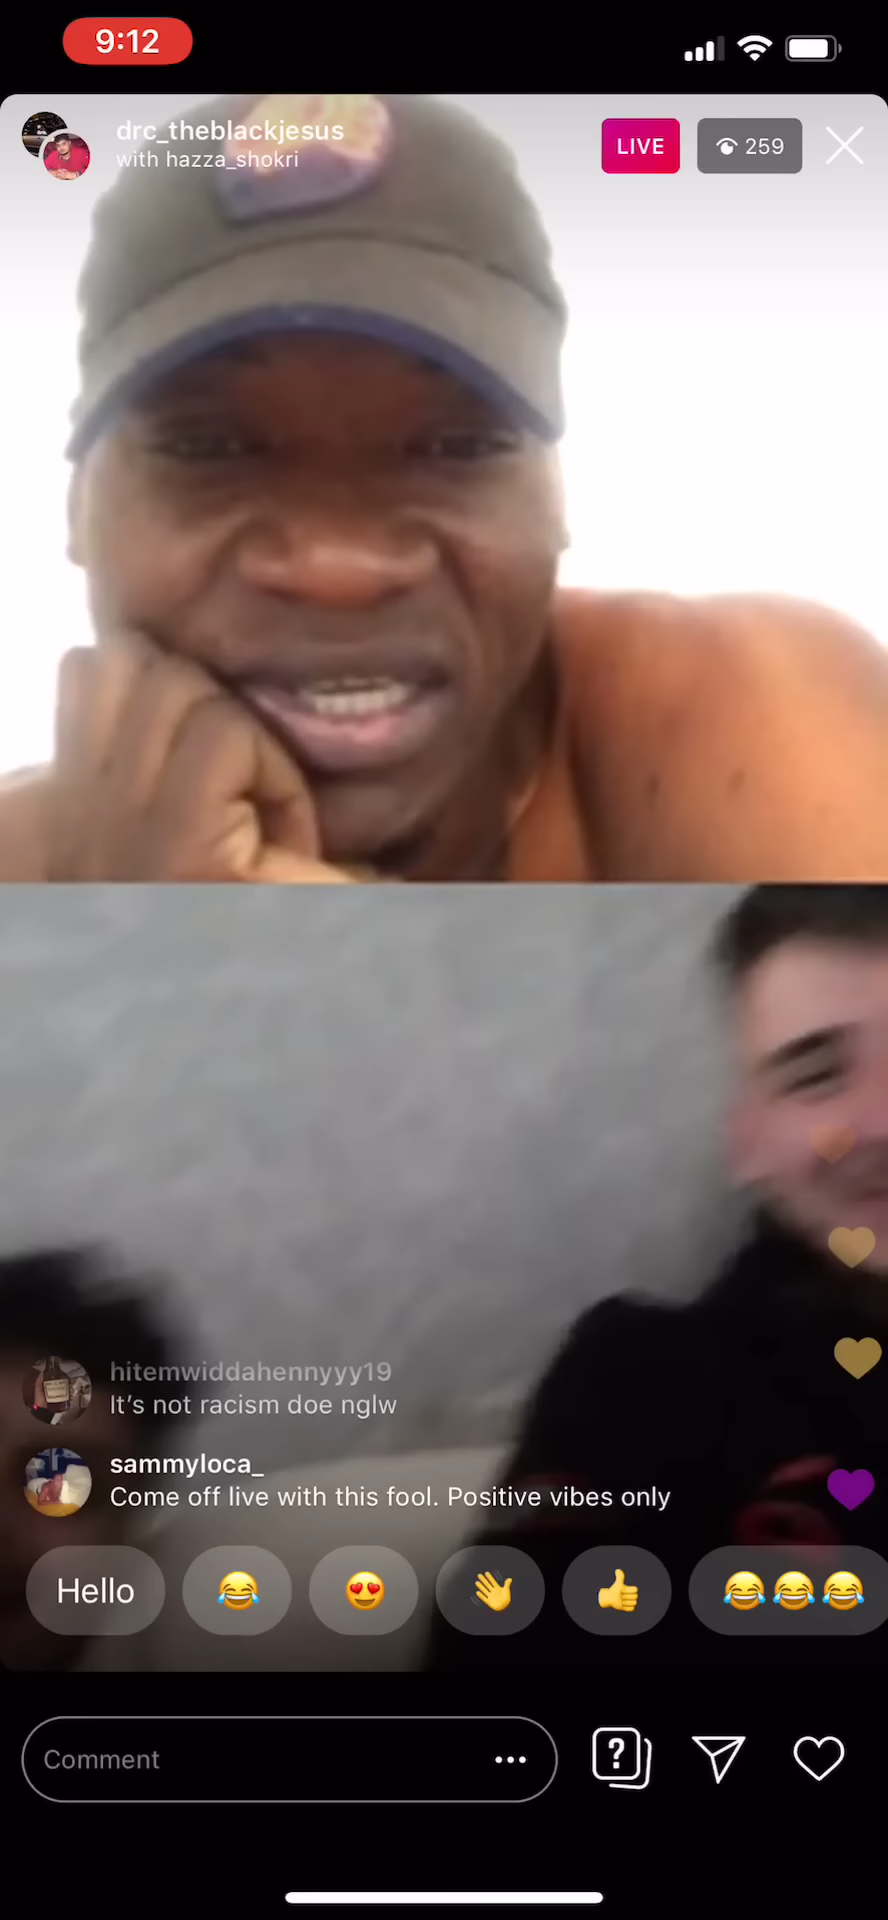 9:12
drc_theblackjesus
with hazza_shokri
LIVE
259
hitemwiddahennyyy19
It's not racism doe nglw
sammyloca_
Come off live with this fool. Positive vibes only
Hello
Comment